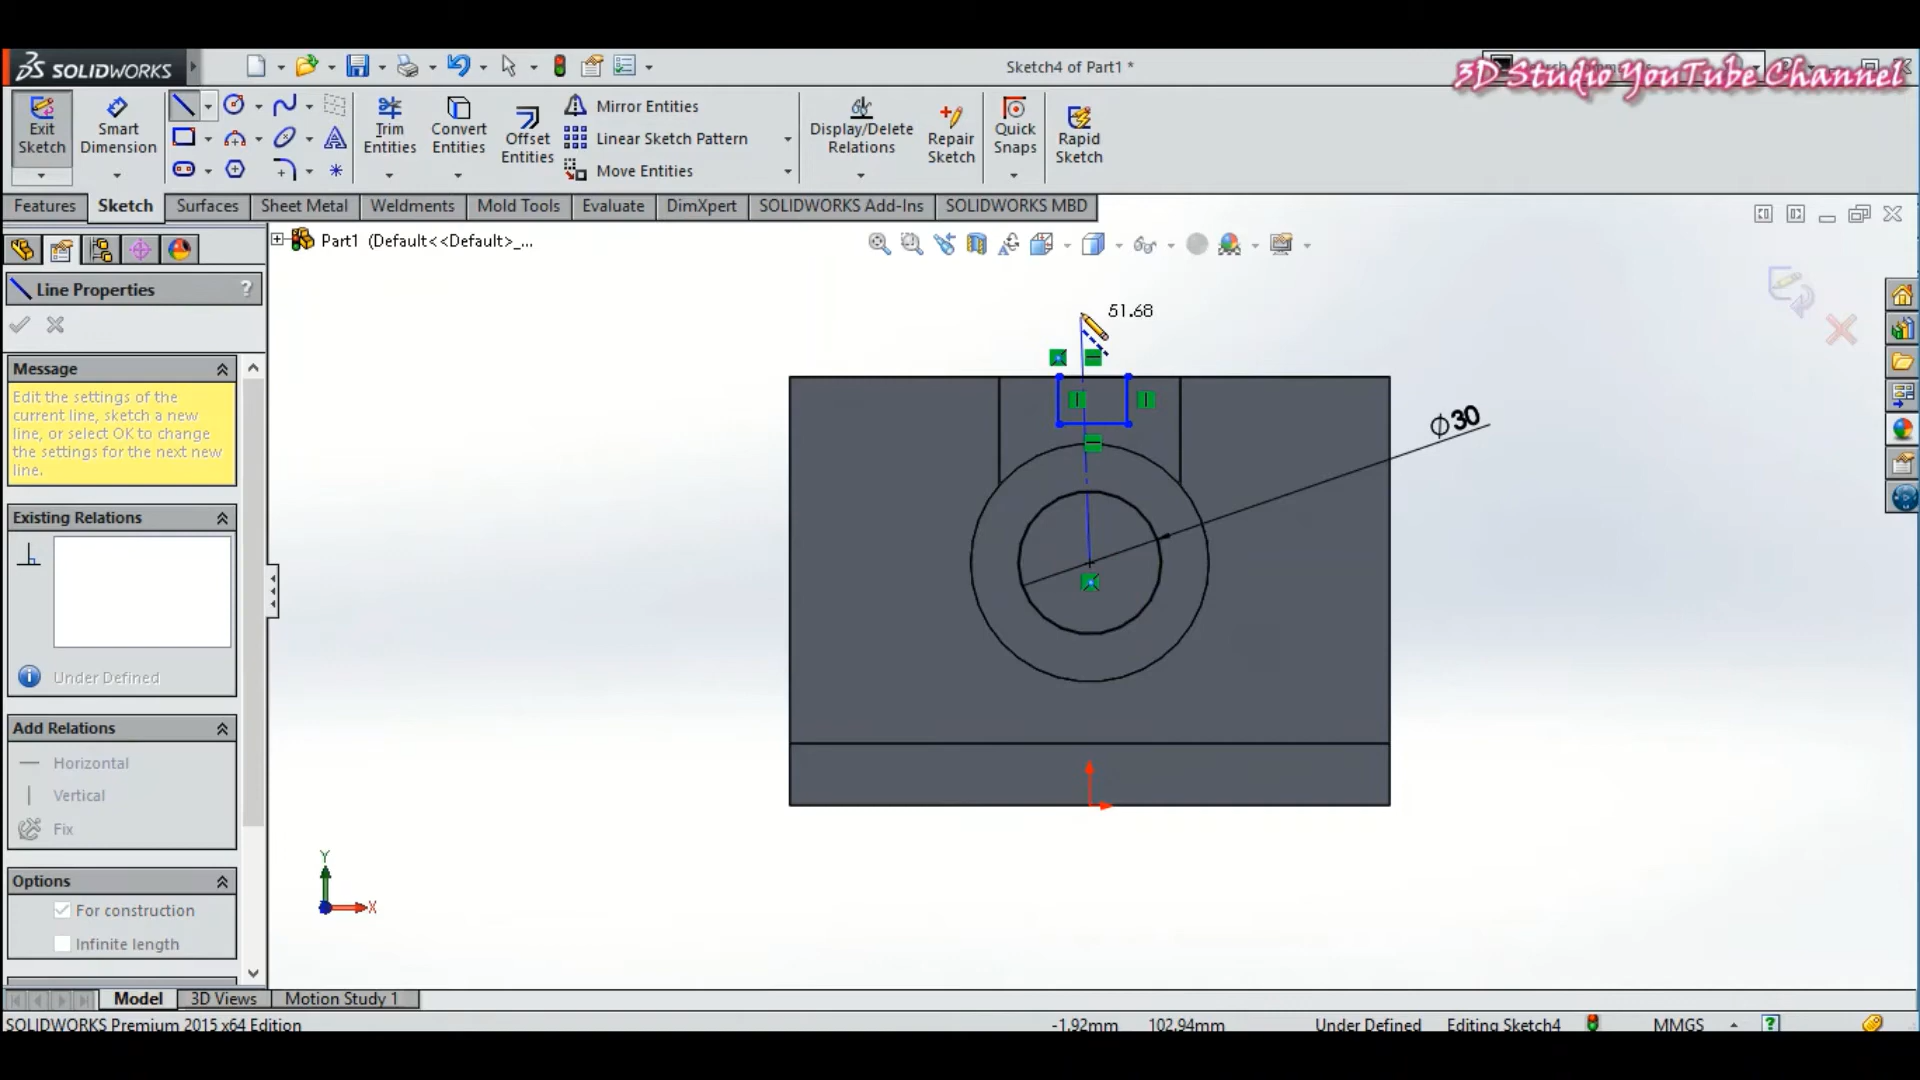 SOLIDWORKS
Sketch4 of Part1 *
3D Studio YouTube Channel
Exit Sketch
Smart Dimension
Trim Entities
Convert Entities
Offset Entities
Mirror Entities
Linear Sketch Pattern
Move Entities
Display/Delete Relations
Repair Sketch
Quick Snaps
Rapid Sketch
Features Sketch Surfaces Sheet Metal Weldments Mold Tools Evaluate DimXpert SOLIDWORKS Add-Ins SOLIDWORKS MBD
Part1 (Default<<Default>_...
Line Properties ?
Message
Edit the settings of the
current line, sketch a new
line, or select OK to change
the settings for the next new
line.
Existing Relations
Under Defined
Add Relations
Horizontal
Vertical
Fix
Options
For construction
Infinite length
51.68
∅30
Y
X
Model 3D Views Motion Study 1
SOLIDWORKS Premium 2015 x64 Edition
-1.92mm 102.94mm Under Defined Editing Sketch4 MMGS ?